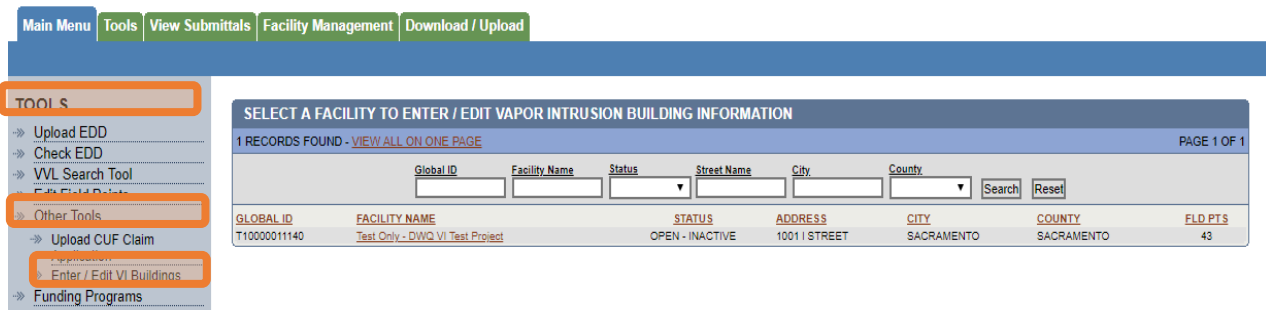 Main Menu Tools View Submittals Facility Management Download / Upload
TOOLS
Upload EDD
Check EDD
VVL Search Tool
Edit Field Points
Other Tools
Upload CUF Claim
Application
Enter / Edit VI Buildings
Funding Programs
SELECT A FACILITY TO ENTER / EDIT VAPOR INTRUSION BUILDING INFORMATION
1 RECORDS FOUND - VIEW ALL ON ONE PAGE PAGE 1 OF 1
Global ID Facility Name Status Street Name City County
Search Reset
GLOBAL ID FACILITY NAME STATUS ADDRESS CITY COUNTY FLD PTS
T10000011140 Test Only - DWQ VI Test Project OPEN - INACTIVE 1001 I STREET SACRAMENTO SACRAMENTO 43